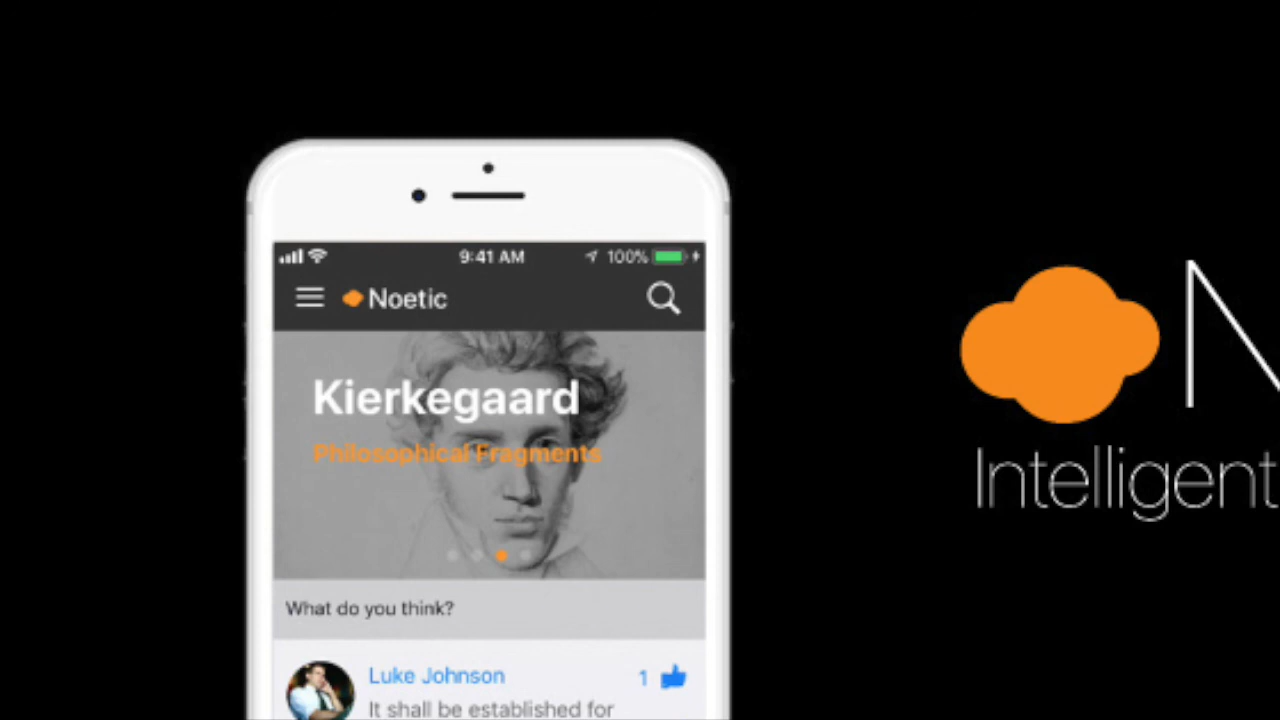 9:41 AM 100%
Noetic
Kierkegaard
Philosophical Fragments
What do you think?
Luke Johnson 1
It shall be established for
N
Intelligent